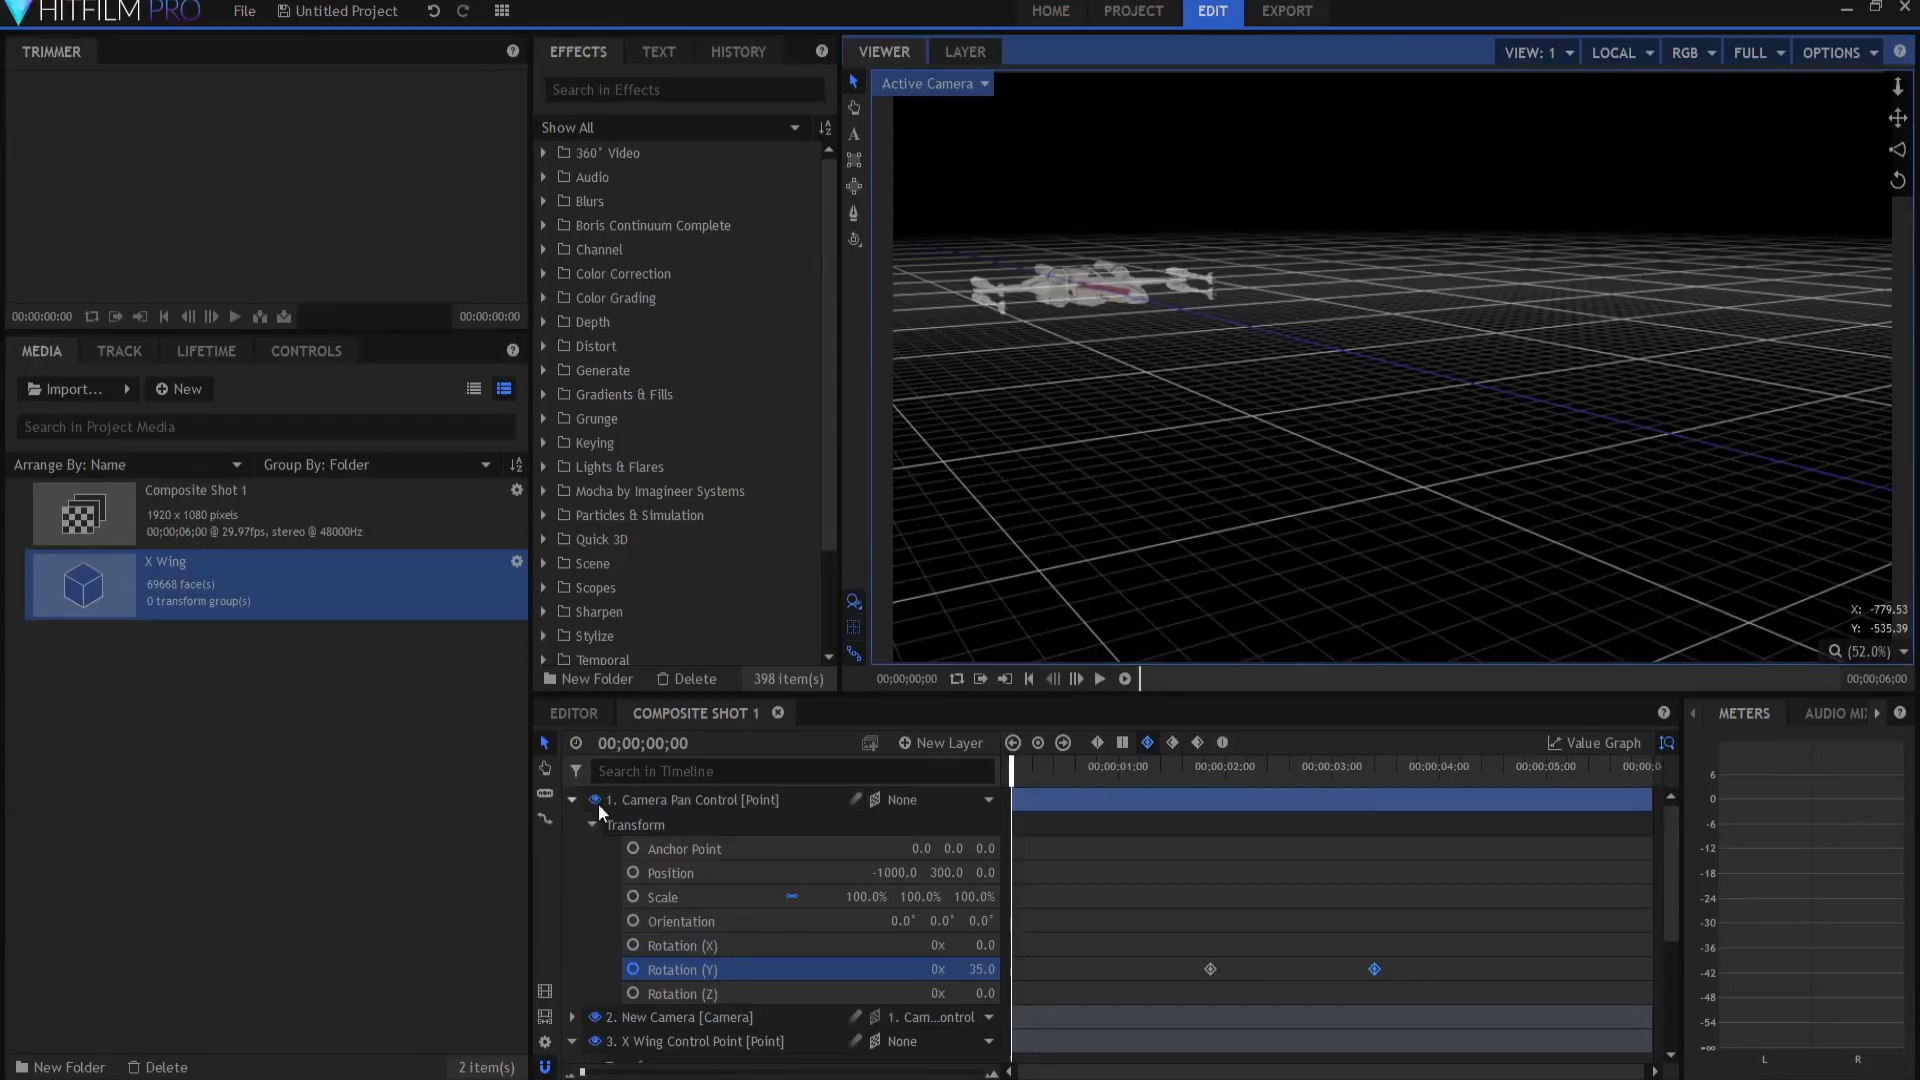 HITFILM PRO
File
Untitled Project
HOME
PROJECT
EDIT
EXPORT
TRIMMER
EFFECTS
TEXT
HISTORY
VIEWER
LAYER
VIEW: 1
LOCAL
RGB
FULL
OPTIONS
Search in Effects
Active Camera
Show All
360° Video
Audio
Blurs
Boris Continuum Complete
Channel
Color Correction
Color Grading
Depth
Distort
Generate
Gradients & Fills
Grunge
Keying
Lights & Flares
Mocha by Imagineer Systems
Particles & Simulation
Quick 3D
Scene
Scopes
Sharpen
Stylize
Temporal
New Folder
Delete
398 item(s)
00:00:00:00
00:00:00:00
MEDIA
TRACK
LIFETIME
CONTROLS
Import...
New
Search in Project Media
Arrange By: Name
Group By: Folder
Composite Shot 1
1920 x 1080 pixels
00;00;06;00 @ 29.97fps, stereo @ 48000Hz
X Wing
69668 face(s)
0 transform group(s)
New Folder
Delete
2 item(s)
X: -779.53
Y: -535.39
(52.0%)
00;00;00;00
00;00;06;00
EDITOR
COMPOSITE SHOT 1
METERS
AUDIO MI
00;00;00;00
New Layer
Value Graph
Search in Timeline
00;00;01;00
00;00;02;00
00;00;03;00
00;00;04;00
00;00;05;00
00;00;0
1. Camera Pan Control [Point]
None
Transform
Anchor Point 0.0 0.0 0.0
Position -1000.0 300.0 0.0
Scale 100.0% 100.0% 100.0%
Orientation 0.0° 0.0° 0.0°
Rotation (X) 0x 0.0
Rotation (Y) 0x 35.0
Rotation (Z) 0x 0.0
2. New Camera [Camera]
1. Cam...ontrol
3. X Wing Control Point [Point]
None
6
0
-6
-12
-18
-24
-30
-36
-42
-48
-54
-∞
L
R